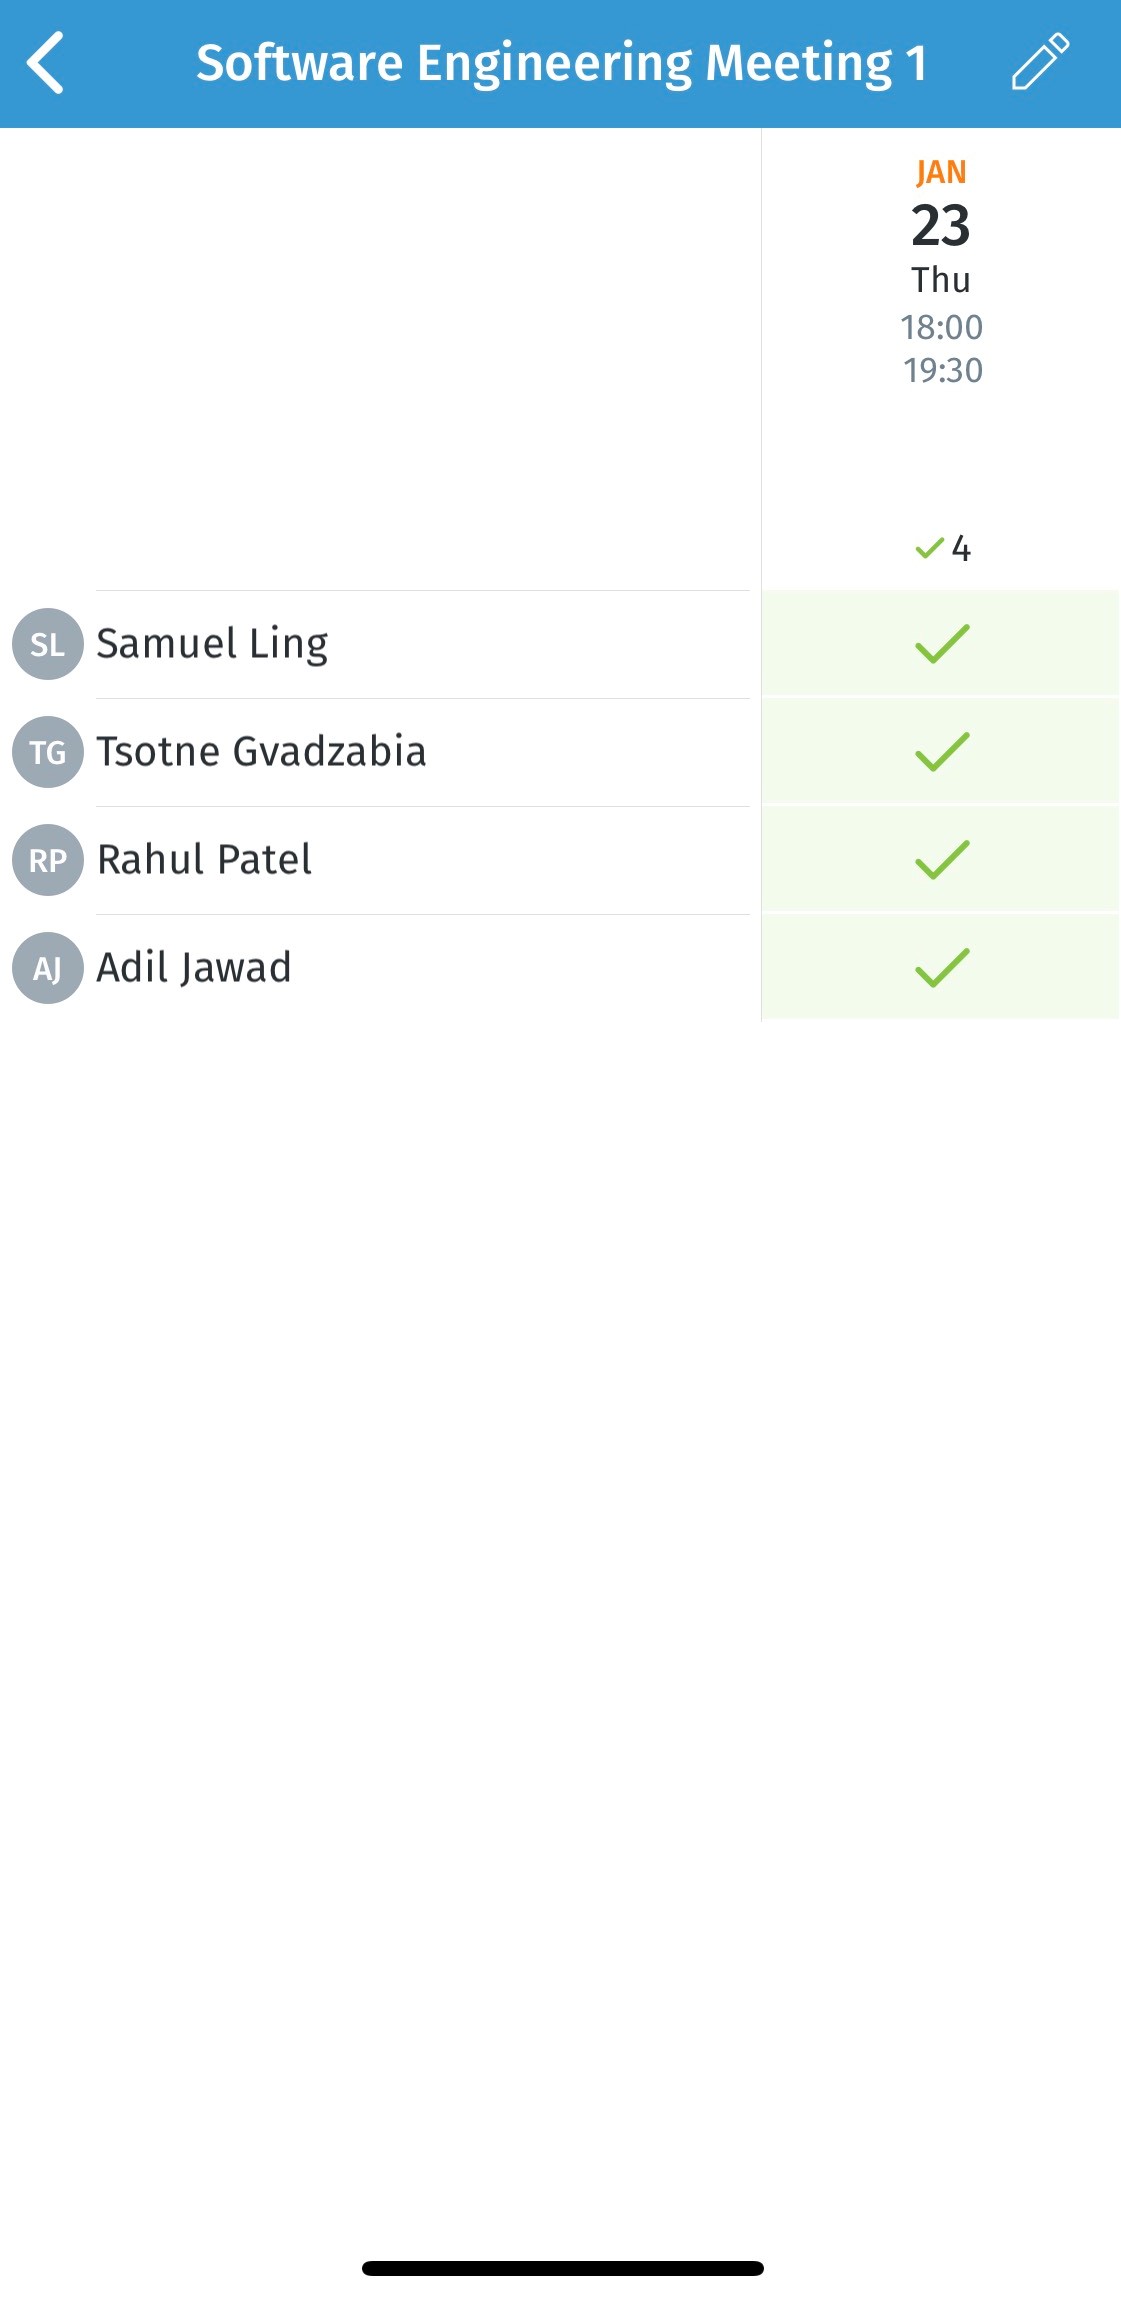 Software Engineering Meeting 1
JAN
23
Thu
18:00
19:30
4
SL Samuel Ling
TG Tsotne Gvadzabia
RP Rahul Patel
AJ Adil Jawad